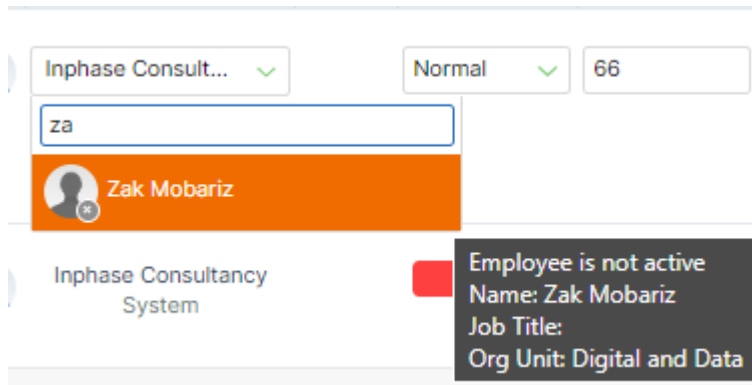 Inphase Consult...
Normal
66
za
Zak Mobariz
Inphase Consultancy
System
Employee is not active
Name: Zak Mobariz
Job Title:
Org Unit: Digital and Data